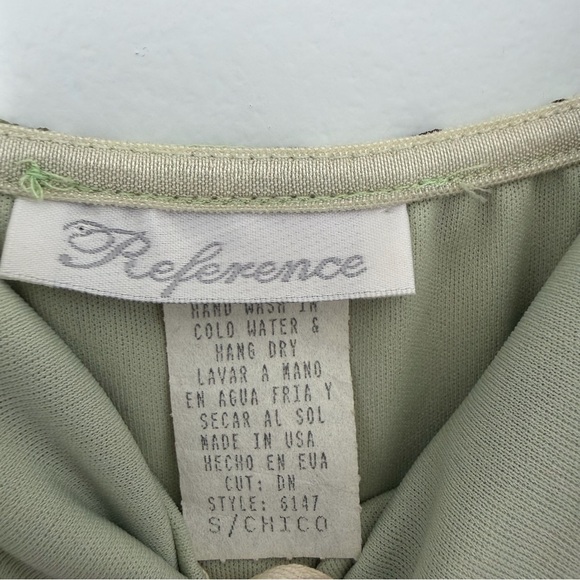 Reference
HAND WASH IN
COLD WATER &
HANG DRY
LAVAR A MANO
EN AGUA FRIA Y
SECAR AL SOL
MADE IN USA
HECHO EN EUA
CUT: DN
STYLE: 6147
S/CHICO